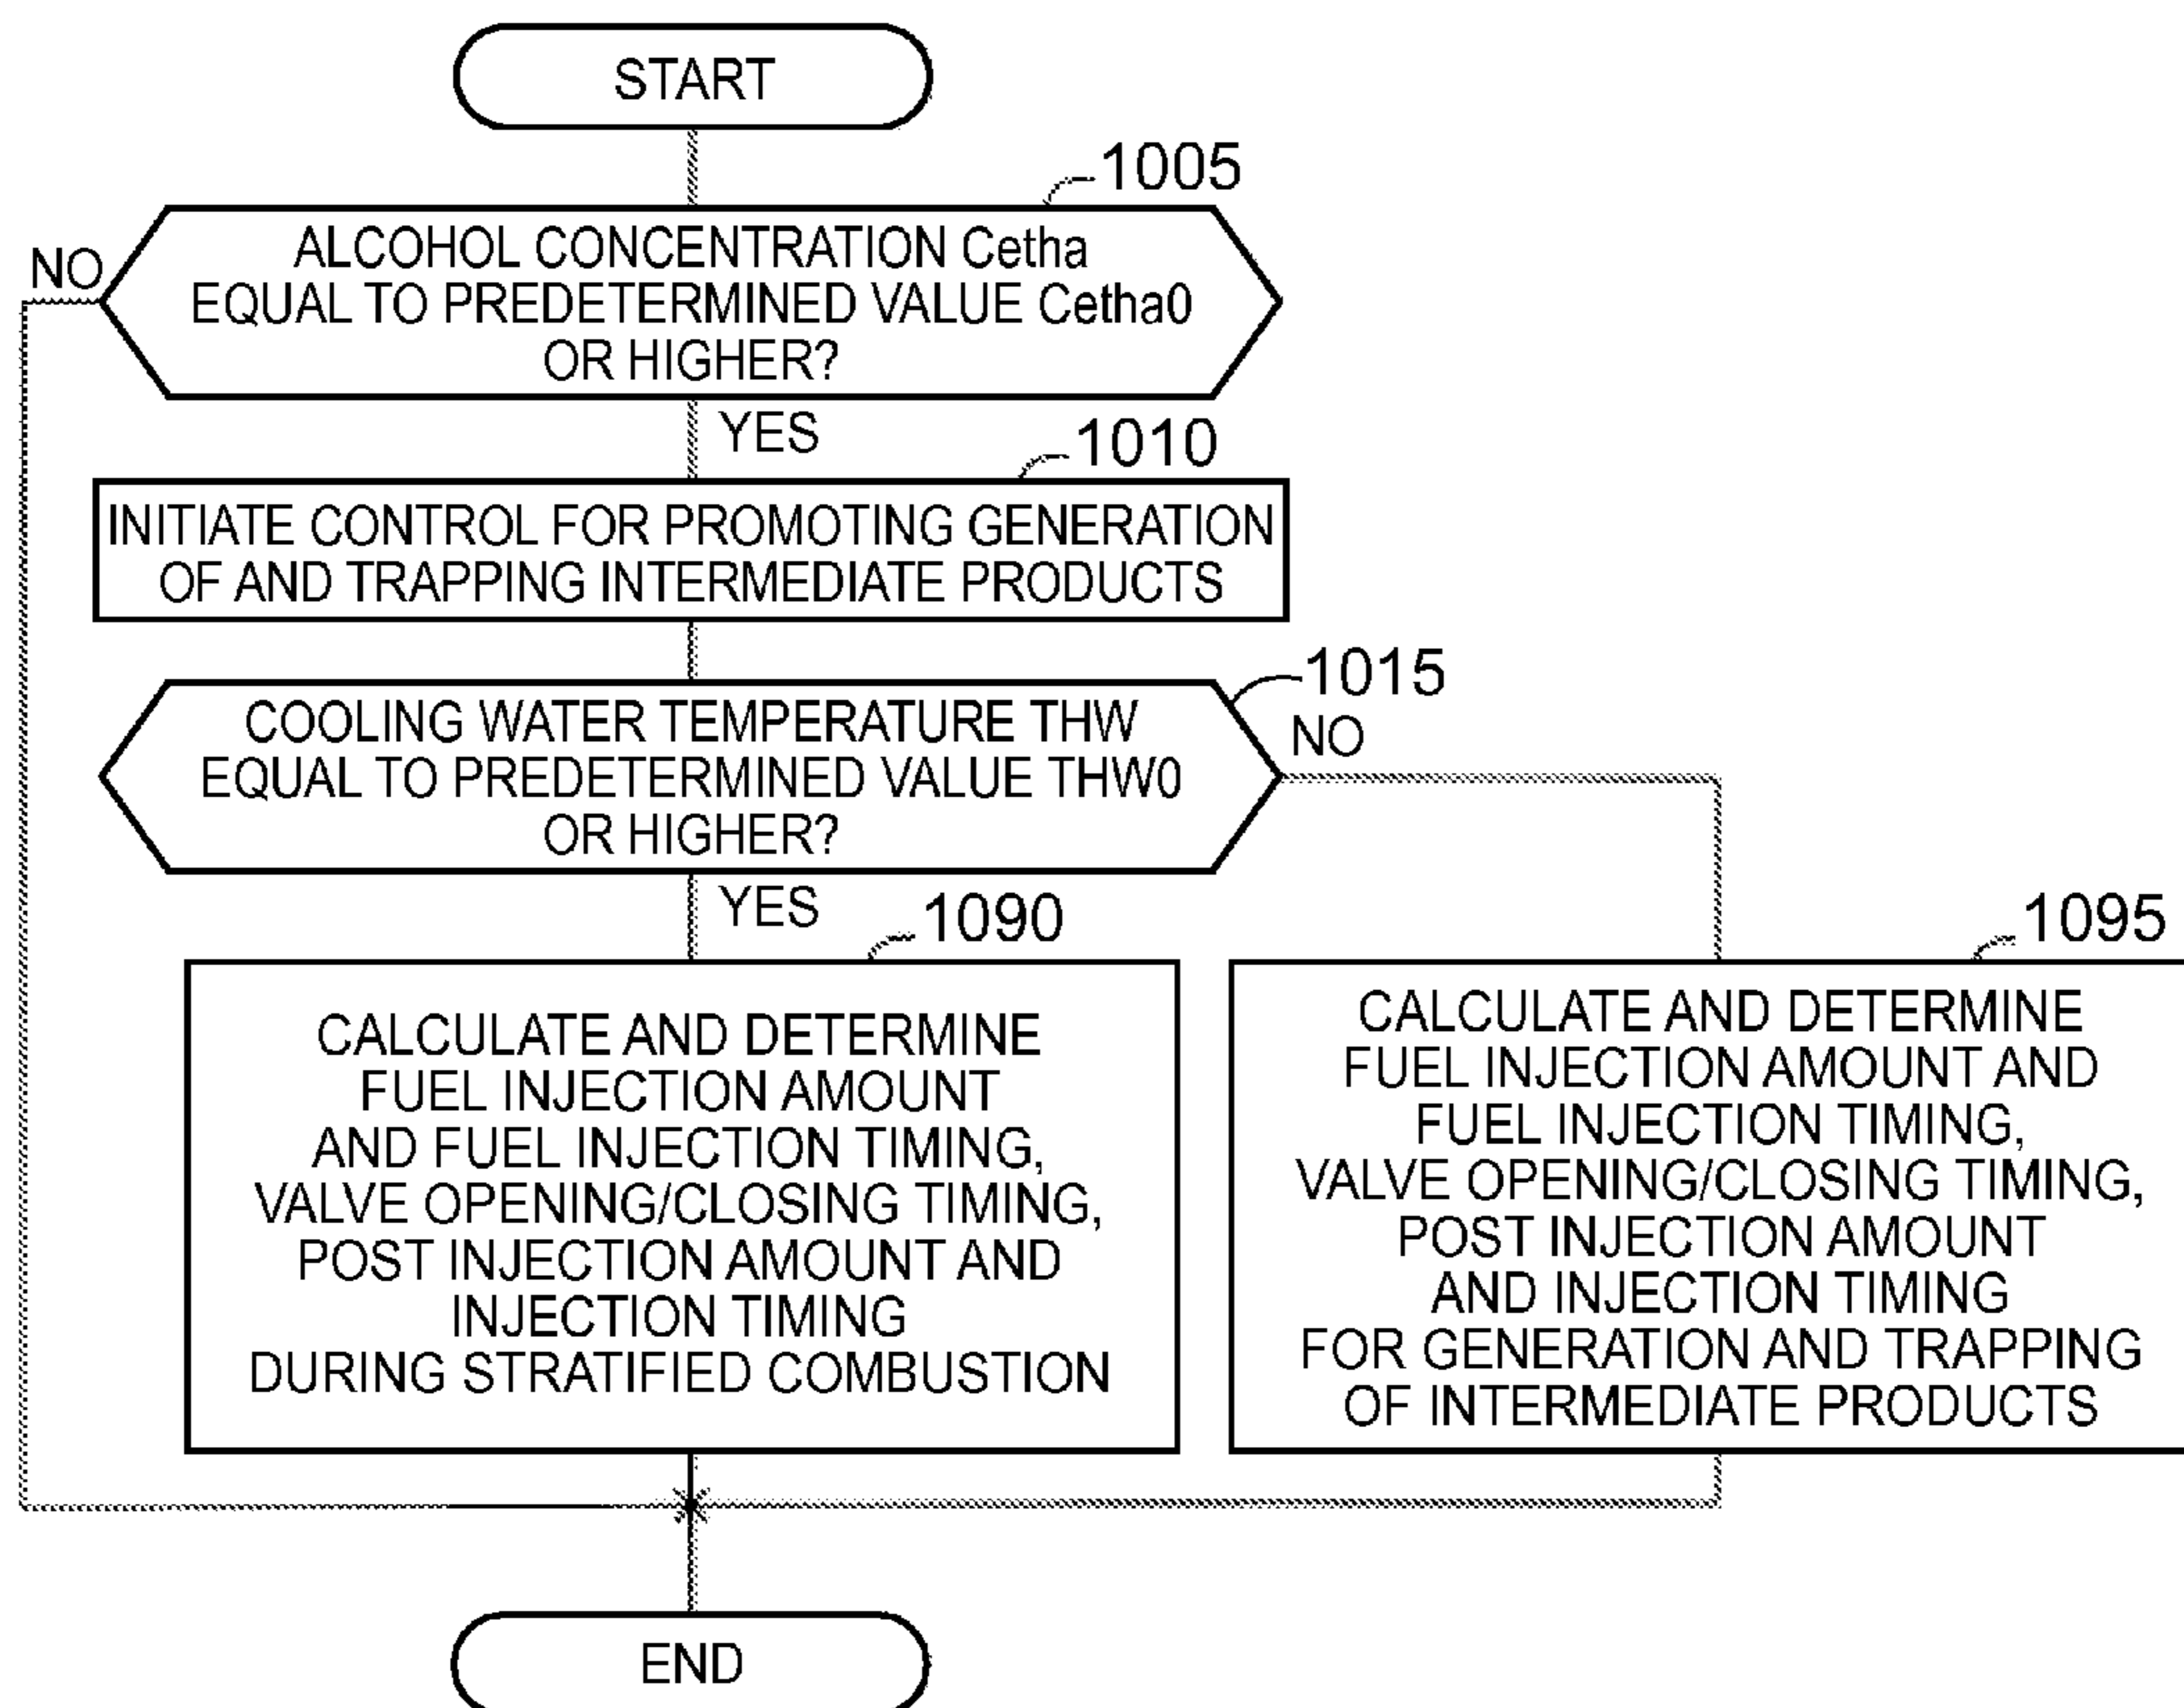 START
1005
NO
ALCOHOL CONCENTRATION Cetha
EQUAL TO PREDETERMINED VALUE Cetha0
OR HIGHER?
YES
1010
INITIATE CONTROL FOR PROMOTING GENERATION
OF AND TRAPPING INTERMEDIATE PRODUCTS
1015
COOLING WATER TEMPERATURE THW
EQUAL TO PREDETERMINED VALUE THW0
OR HIGHER?
NO
YES
1090
CALCULATE AND DETERMINE
FUEL INJECTION AMOUNT
AND FUEL INJECTION TIMING,
VALVE OPENING/CLOSING TIMING,
POST INJECTION AMOUNT AND
INJECTION TIMING
DURING STRATIFIED COMBUSTION
1095
CALCULATE AND DETERMINE
FUEL INJECTION AMOUNT AND
FUEL INJECTION TIMING,
VALVE OPENING/CLOSING TIMING,
POST INJECTION AMOUNT
AND INJECTION TIMING
FOR GENERATION AND TRAPPING
OF INTERMEDIATE PRODUCTS
END